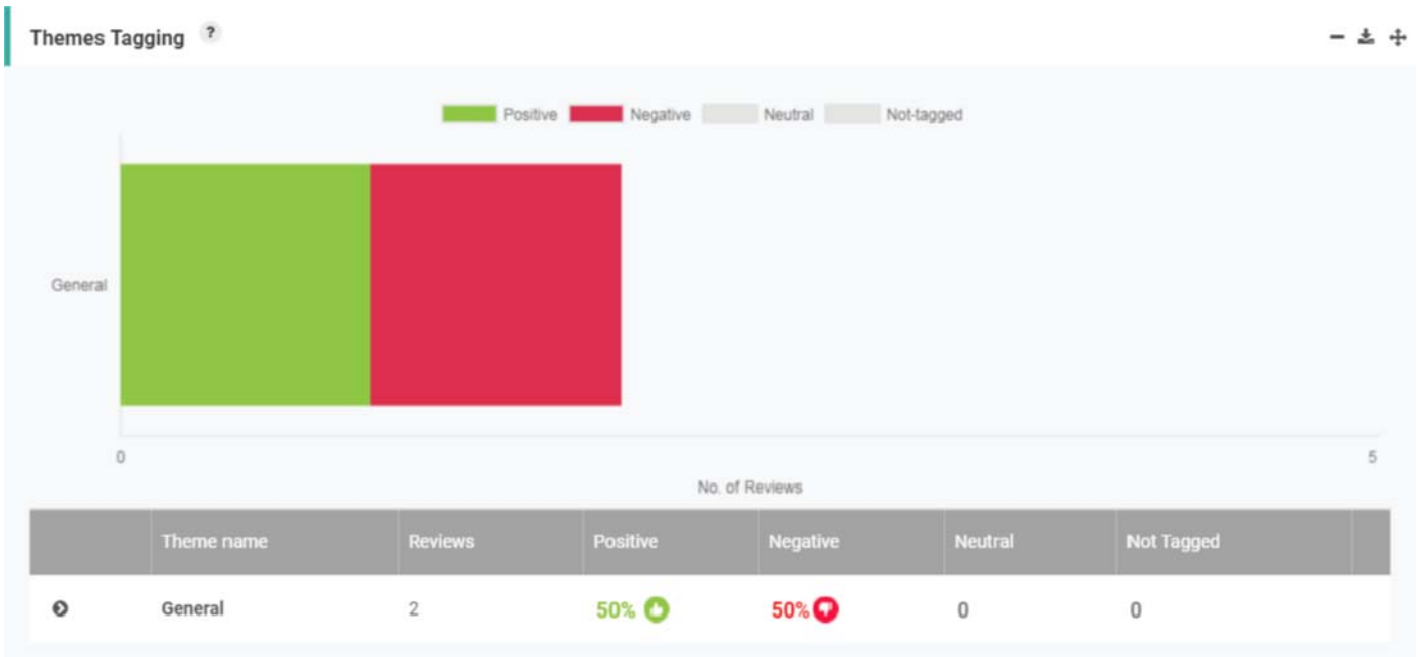 Themes Tagging ?
Positive Negative Neutral Not-tagged
General
0 5
No. of Reviews
Theme name Reviews Positive Negative Neutral Not Tagged
General 2 50% 50% 0 0